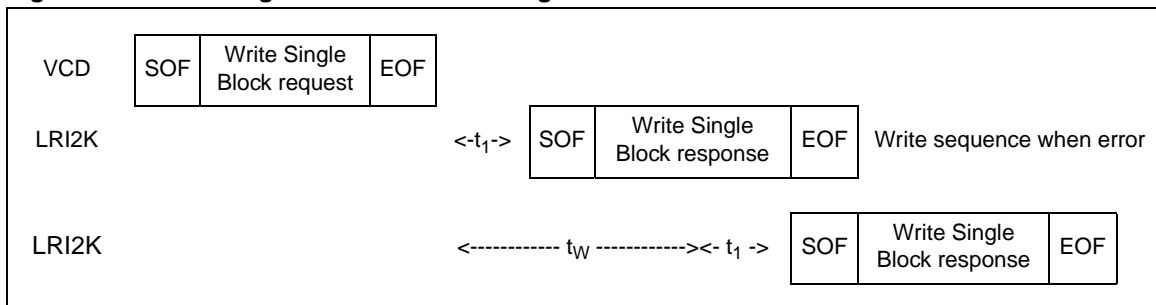 VCD SOF Write Single Block request EOF
LRI2K <-t1-> SOF Write Single Block response EOF Write sequence when error
LRI2K <------------ tW ------------><- t1 -> SOF Write Single Block response EOF